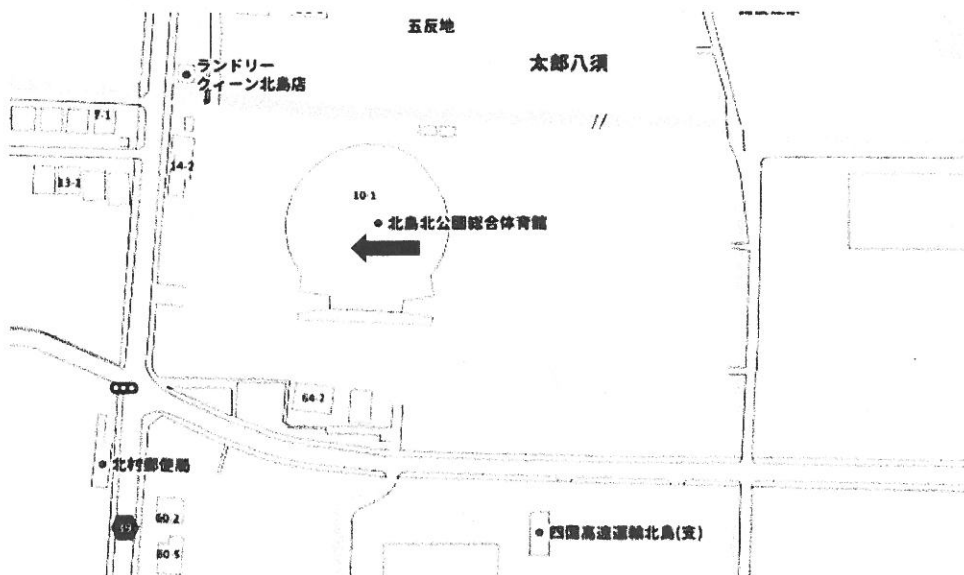 五反地
太郎八須
ランドリー
クィーン北島店
7-1
14-2
13-1
10-1
北島北公園総合体育館
64-2
北村郵便局
39
60-2
60-5
四国高速運輸北島(支)